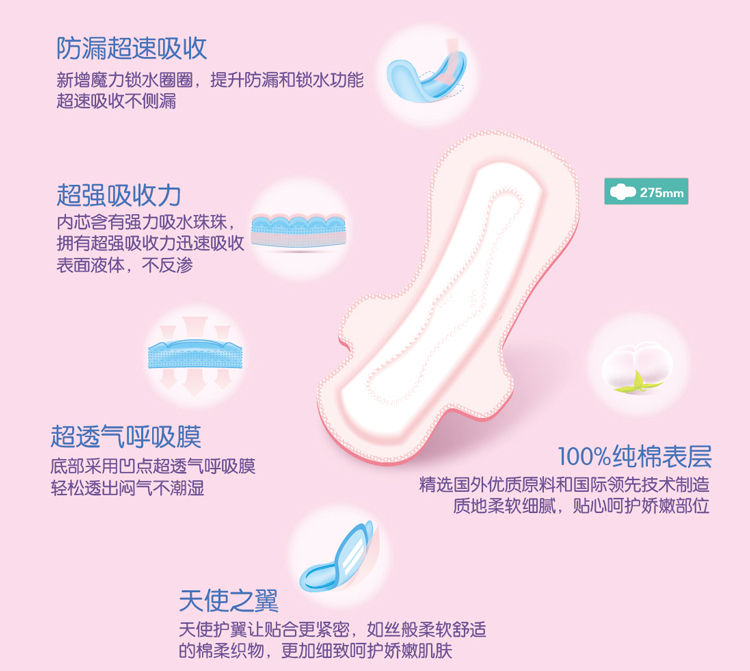 防漏超速吸收
新增魔力锁水圈圈，提升防漏和锁水功能
超速吸收不侧漏
275mm
超强吸收力
内芯含有强力吸水珠珠，
拥有超强吸收力迅速吸收
表面液体，不反渗
超透气呼吸膜
底部采用凹点超透气呼吸膜
轻松透出闷气不潮湿
100%纯棉表层
精选国外优质原料和国际领先技术制造
质地柔软细腻，贴心呵护娇嫩部位
天使之翼
天使护翼让贴合更紧密，如丝般柔软舒适
的棉柔织物，更加细致呵护娇嫩肌肤